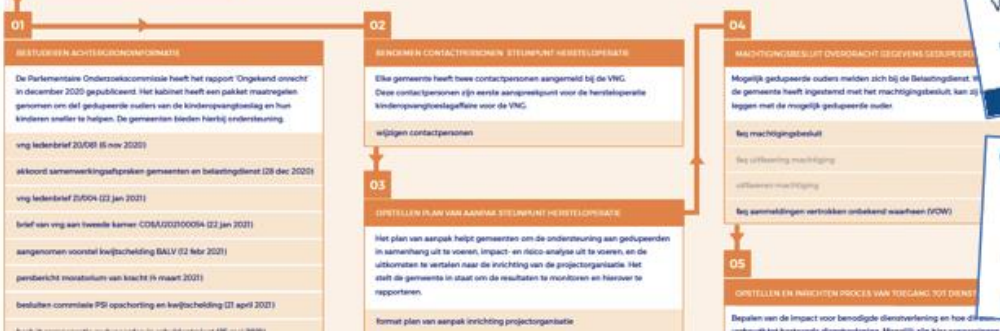 01
BESTUDEREN ACHTERGRONDINFORMATIE
De Parlementaire Onderzoekscommissie heeft het rapport 'Ongekend onrecht'
in december 2020 gepubliceerd. Het kabinet heeft een pakket maatregelen
genomen om dat gedupeerde ouders van de kinderopvangtoeslag en hun
kinderen sneller te helpen. De gemeenten bieden hierbij ondersteuning.
vng ledenbrief 20/081 (6 nov 2020)
akkoord samenwerkingsafspraken gemeenten en belastingdienst (28 dec 2020)
vng ledenbrief 21/004 (22 jan 2021)
brief van vng aan tweede kamer COS/U202100054 (22 jan 2021)
aangenomen voorstel kwijtschelding BALV (12 febr 2021)
persbericht moratorium van kracht (4 maart 2021)
besluiten commissie PSI opschorting en kwijtschelding (21 april 2021)
02
BENOEMEN CONTACTPERSONEN STEUNPUNT HERSTELOPERATIE
Elke gemeente heeft twee contactpersonen aangemeld bij de VNG.
Deze contactpersonen zijn eerste aanspreekpunt voor de hersteloperatie
kinderopvangtoeslagaffaire voor de VNG.
wijzigen contactpersonen
03
OPSTELLEN PLAN VAN AANPAK STEUNPUNT HERSTELOPERATIE
Het plan van aanpak helpt gemeenten om de ondersteuning aan gedupeerden
in samenhang uit te voeren, impact- en risico-analyse uit te voeren, en de
uitkomsten te vertalen naar de inrichting van de projectorganisatie. Het
stelt de gemeente in staat om de resultaten te monitoren en hierover te
rapporteren.
format plan van aanpak inrichting projectorganisatie
04
MACHTIGINGSBESLUIT OVERDRACHT GEGEVENS
Mogelijk gedupeerde ouders melden zich bij de Belastingdienst.
de gemeente heeft ingestemd met het machtigingsbesluit, kan zij
leggen met de mogelijk gedupeerde ouder.
faq machtigingsbesluit
faq uitfasering machtiging
uitfaseren machtiging
faq aanmeldingen vertrokken onbekend waarheen (VOW)
05
OPSTELLEN EN INRICHTEN PROCES VAN TOEGANG TOT
Bepalen van de impact voor benodigde dienstverlening en hoe